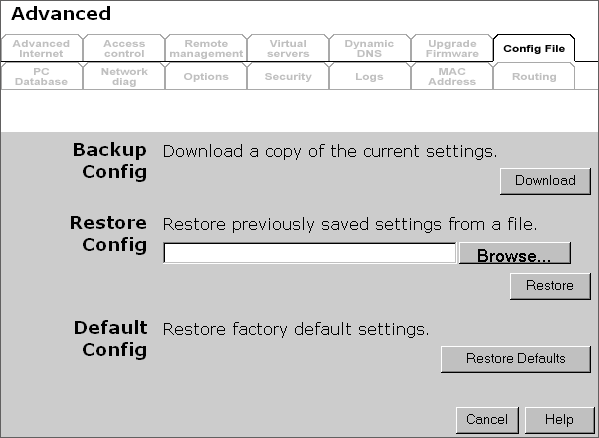 Advanced
Advanced Internet
Access control
Remote management
Virtual servers
Dynamic DNS
Upgrade Firmware
Config File
PC Database
Network diag
Options
Security
Logs
MAC Address
Routing
Backup Config
Download a copy of the current settings.
Download
Restore Config
Restore previously saved settings from a file.
Browse...
Restore
Default Config
Restore factory default settings.
Restore Defaults
Cancel
Help